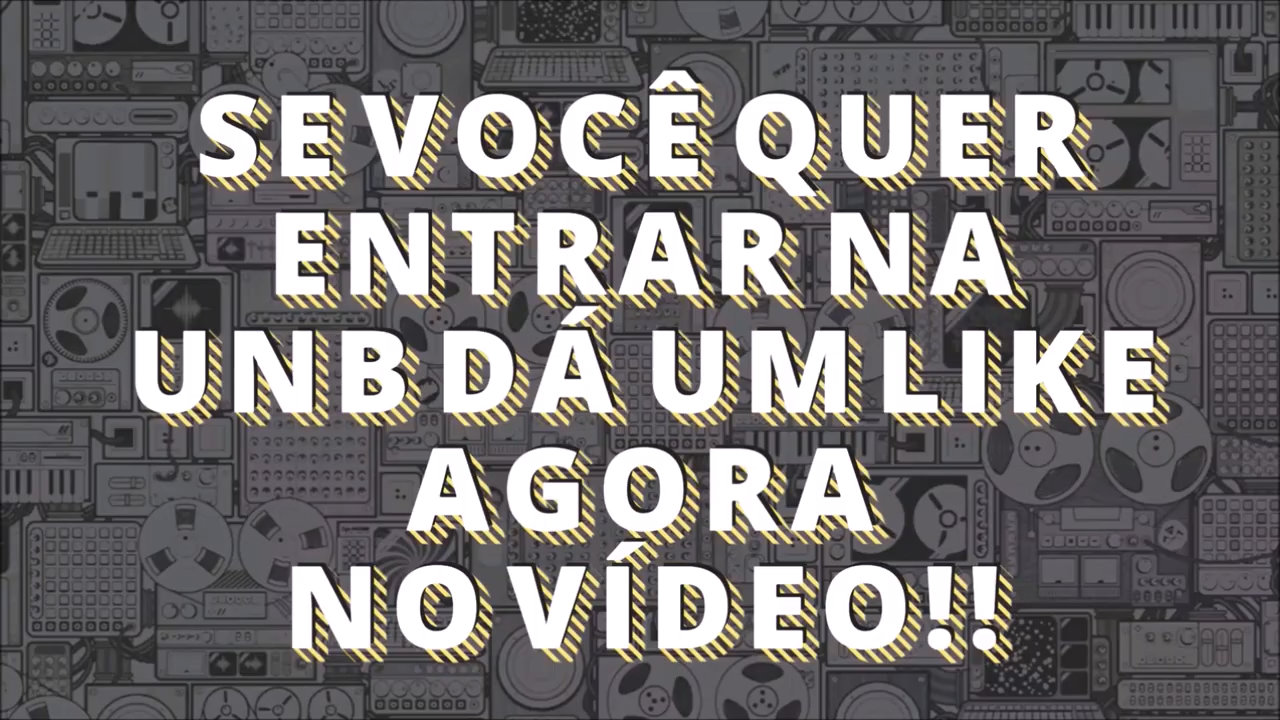 SE VOCÊ QUER
ENTRAR NA
UNB DÁ UM LIKE
AGORA
NO VÍDEO!!